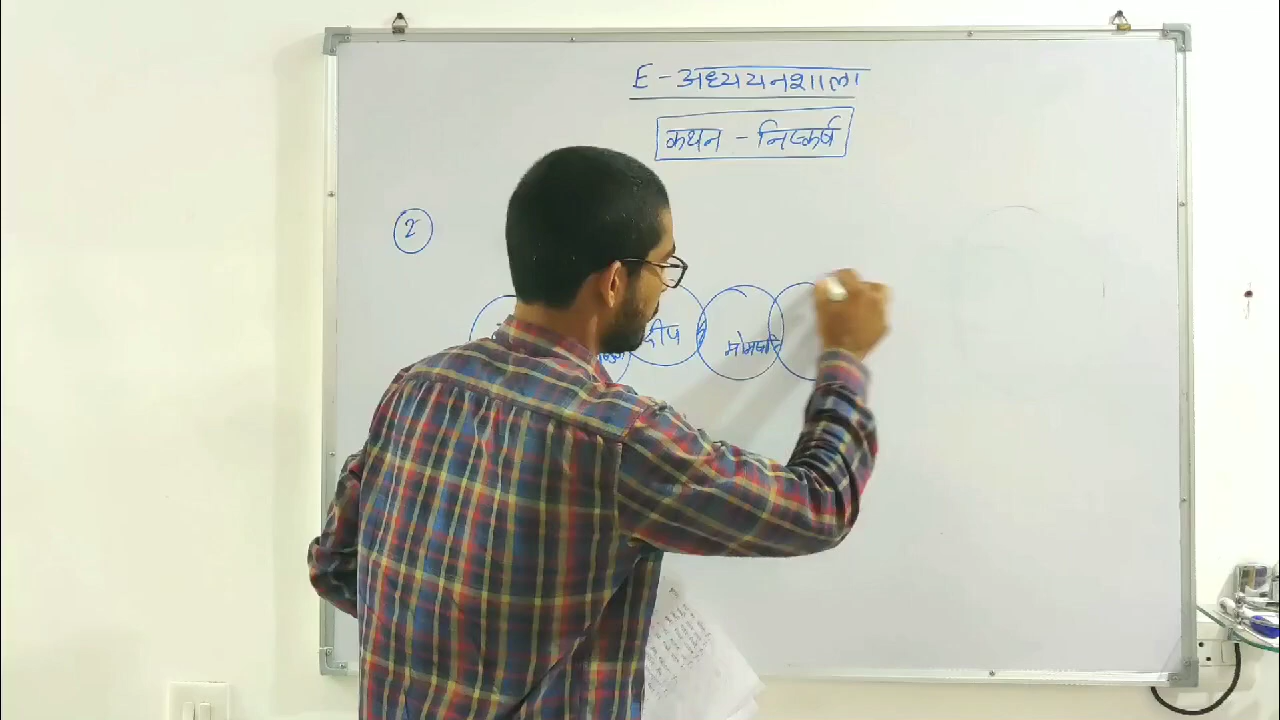 E - अध्ययनशाला
कथन - निष्कर्ष
2
दीप मोमबत्ति